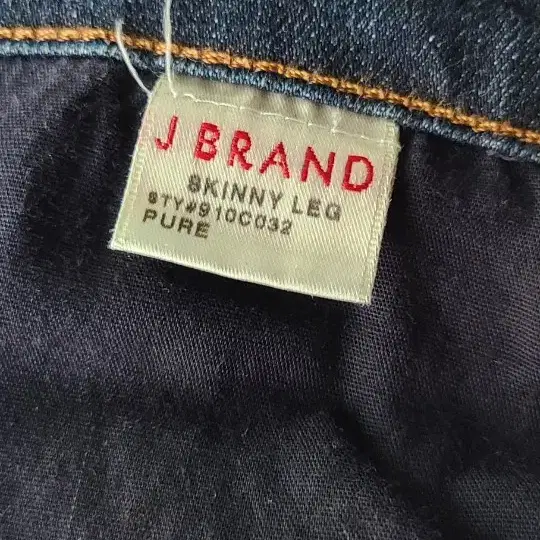 J BRAND
SKINNY LEG
STY#910C032
PURE